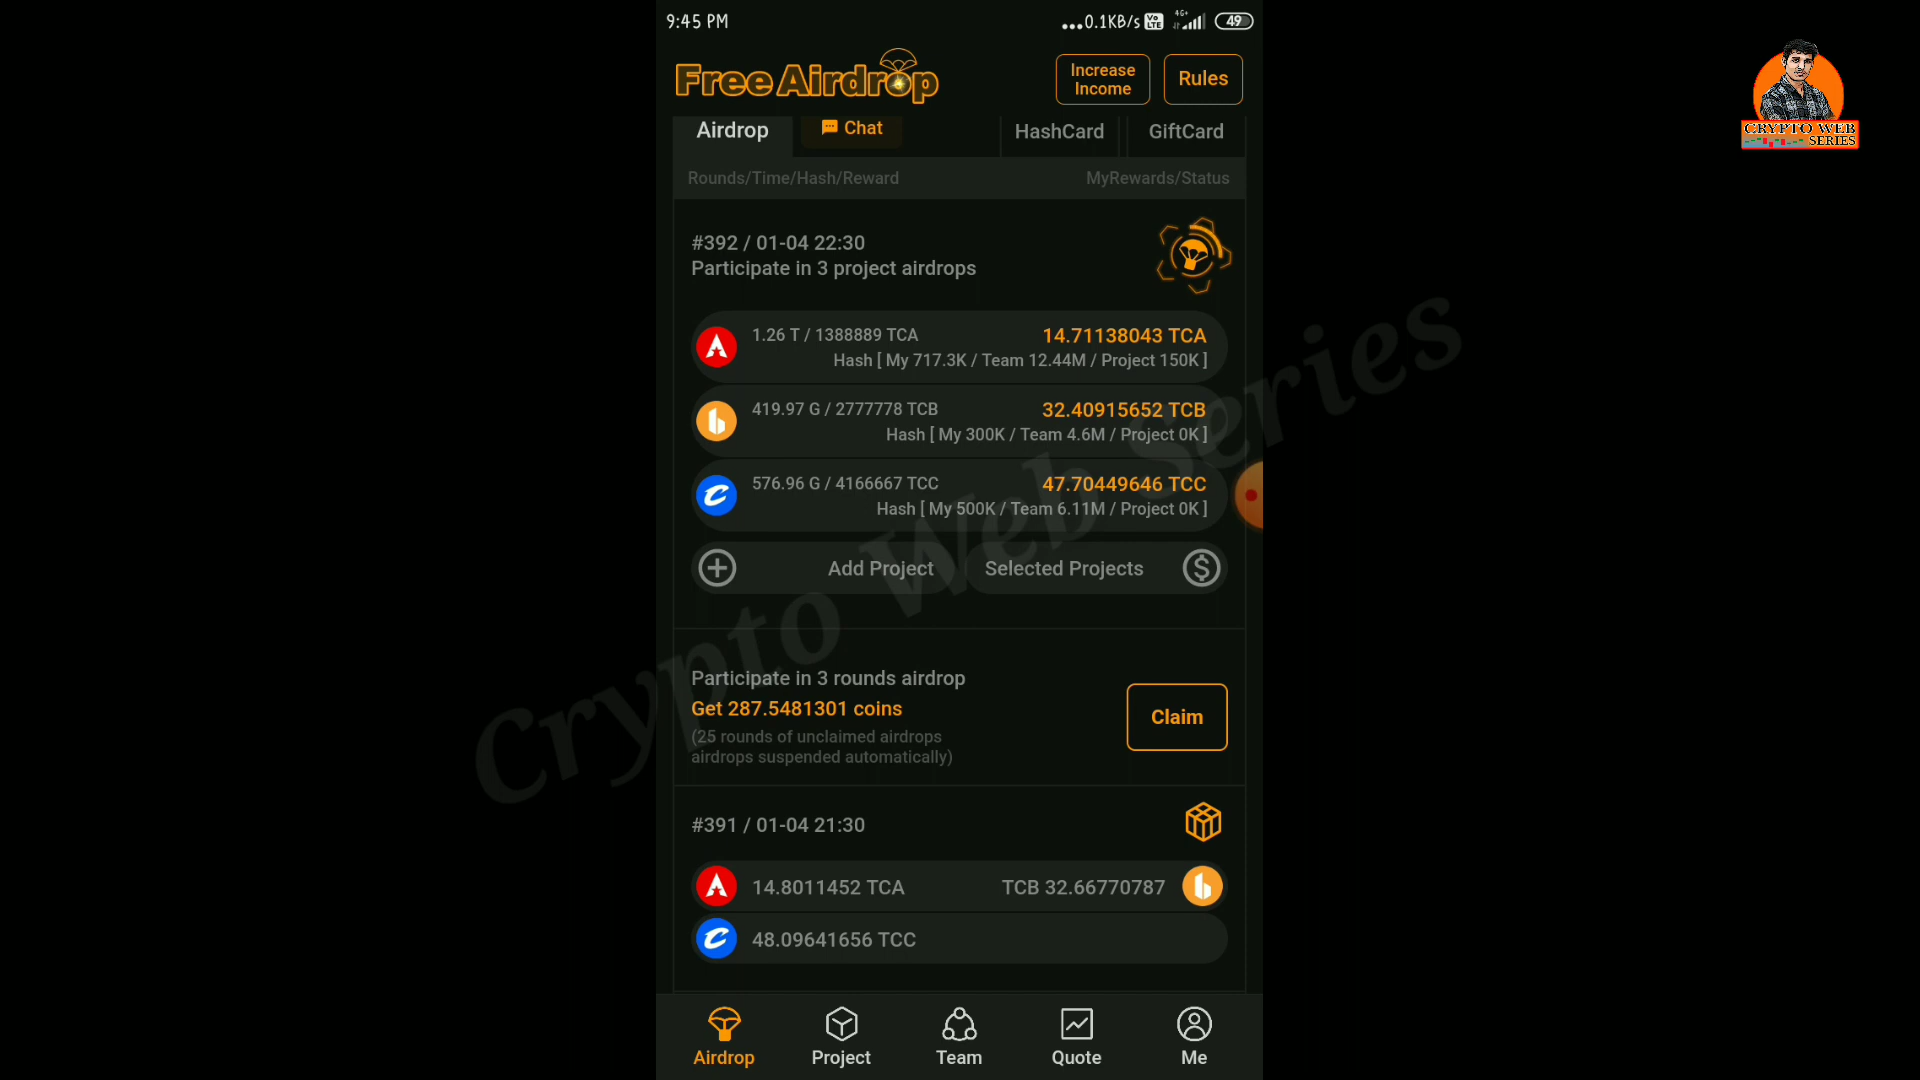 9:45 PM
0.1KB/s Vo LTE 4G+ 49
Free Airdrop
Increase Income
Rules
CRYPTO WEB SERIES
Airdrop
Chat
HashCard
GiftCard
Rounds/Time/Hash/Reward
MyRewards/Status
#392 / 01-04 22:30
Participate in 3 project airdrops
1.26 T / 1388889 TCA
14.71138043 TCA
Hash [ My 717.3K / Team 12.44M / Project 150K ]
419.97 G / 2777778 TCB
32.40915652 TCB
Hash [ My 300K / Team 4.6M / Project 0K ]
576.96 G / 4166667 TCC
47.70449646 TCC
Hash [ My 500K / Team 6.11M / Project 0K ]
Add Project
Selected Projects
Crypto Web Series
Participate in 3 rounds airdrop
Get 287.5481301 coins
(25 rounds of unclaimed airdrops
airdrops suspended automatically)
Claim
#391 / 01-04 21:30
14.8011452 TCA
TCB 32.66770787
48.09641656 TCC
Airdrop
Project
Team
Quote
Me